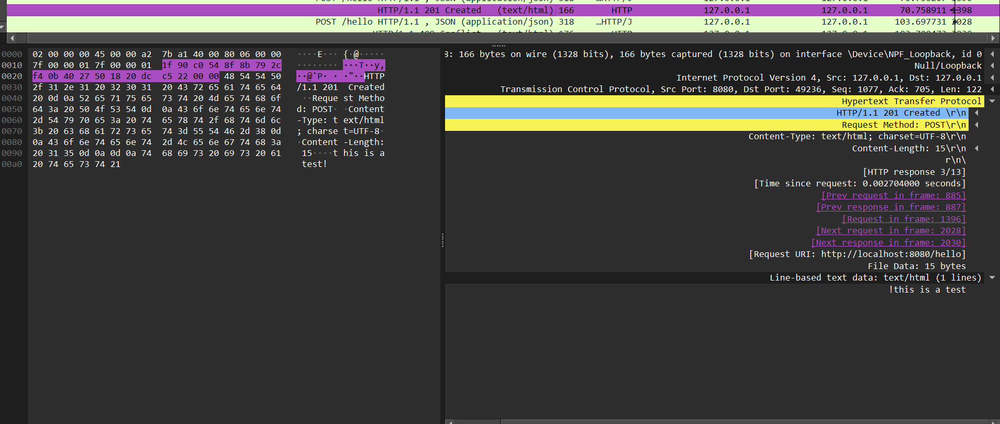 HTTP/1.1 201 Created (text/html) 166 HTTP 127.0.0.1 127.0.0.1 70.758911 1398
POST /hello HTTP/1.1 , JSON (application/json) 318 …HTTP/J 127.0.0.1 127.0.0.1 103.697731 2028
0000 02 00 00 00 45 00 00 a2 7b a1 40 00 80 06 00 00 ····E··· {·@·····
0010 7f 00 00 01 7f 00 00 01 1f 90 c0 54 8f 8b 79 2c ········ ···T··y,
0020 f4 0b 40 27 50 18 20 dc c5 22 00 00 48 54 54 50 ··@'P· · ·"··HTTP
0030 2f 31 2e 31 20 32 30 31 20 43 72 65 61 74 65 64 /1.1 201 Created
0040 20 0d 0a 52 65 71 75 65 73 74 20 4d 65 74 68 6f ··Reque st Metho
0050 64 3a 20 50 4f 53 54 0d 0a 43 6f 6e 74 65 6e 74 d: POST· ·Content
0060 2d 54 79 70 65 3a 20 74 65 78 74 2f 68 74 6d 6c -Type: t ext/html
0070 3b 20 63 68 61 72 73 65 74 3d 55 54 46 2d 38 0d ; charse t=UTF-8·
0080 0a 43 6f 6e 74 65 6e 74 2d 4c 65 6e 67 74 68 3a ·Content -Length:
0090 20 31 35 0d 0a 0d 0a 74 68 69 73 20 69 73 20 61 15····t his is a
00a0 20 74 65 73 74 21 test!
8: 166 bytes on wire (1328 bits), 166 bytes captured (1328 bits) on interface \Device\NPF_Loopback, id 0
Null/Loopback
Internet Protocol Version 4, Src: 127.0.0.1, Dst: 127.0.0.1
Transmission Control Protocol, Src Port: 8080, Dst Port: 49236, Seq: 1077, Ack: 705, Len: 122
Hypertext Transfer Protocol
HTTP/1.1 201 Created \r\n
Request Method: POST\r\n
Content-Type: text/html; charset=UTF-8\r\n
Content-Length: 15\r\n
r\n\
[HTTP response 3/13]
[Time since request: 0.002704000 seconds]
[Prev request in frame: 885]
[Prev response in frame: 887]
[Request in frame: 1396]
[Next request in frame: 2028]
[Next response in frame: 2030]
[Request URI: http://localhost:8080/hello]
File Data: 15 bytes
Line-based text data: text/html (1 lines)
!this is a test